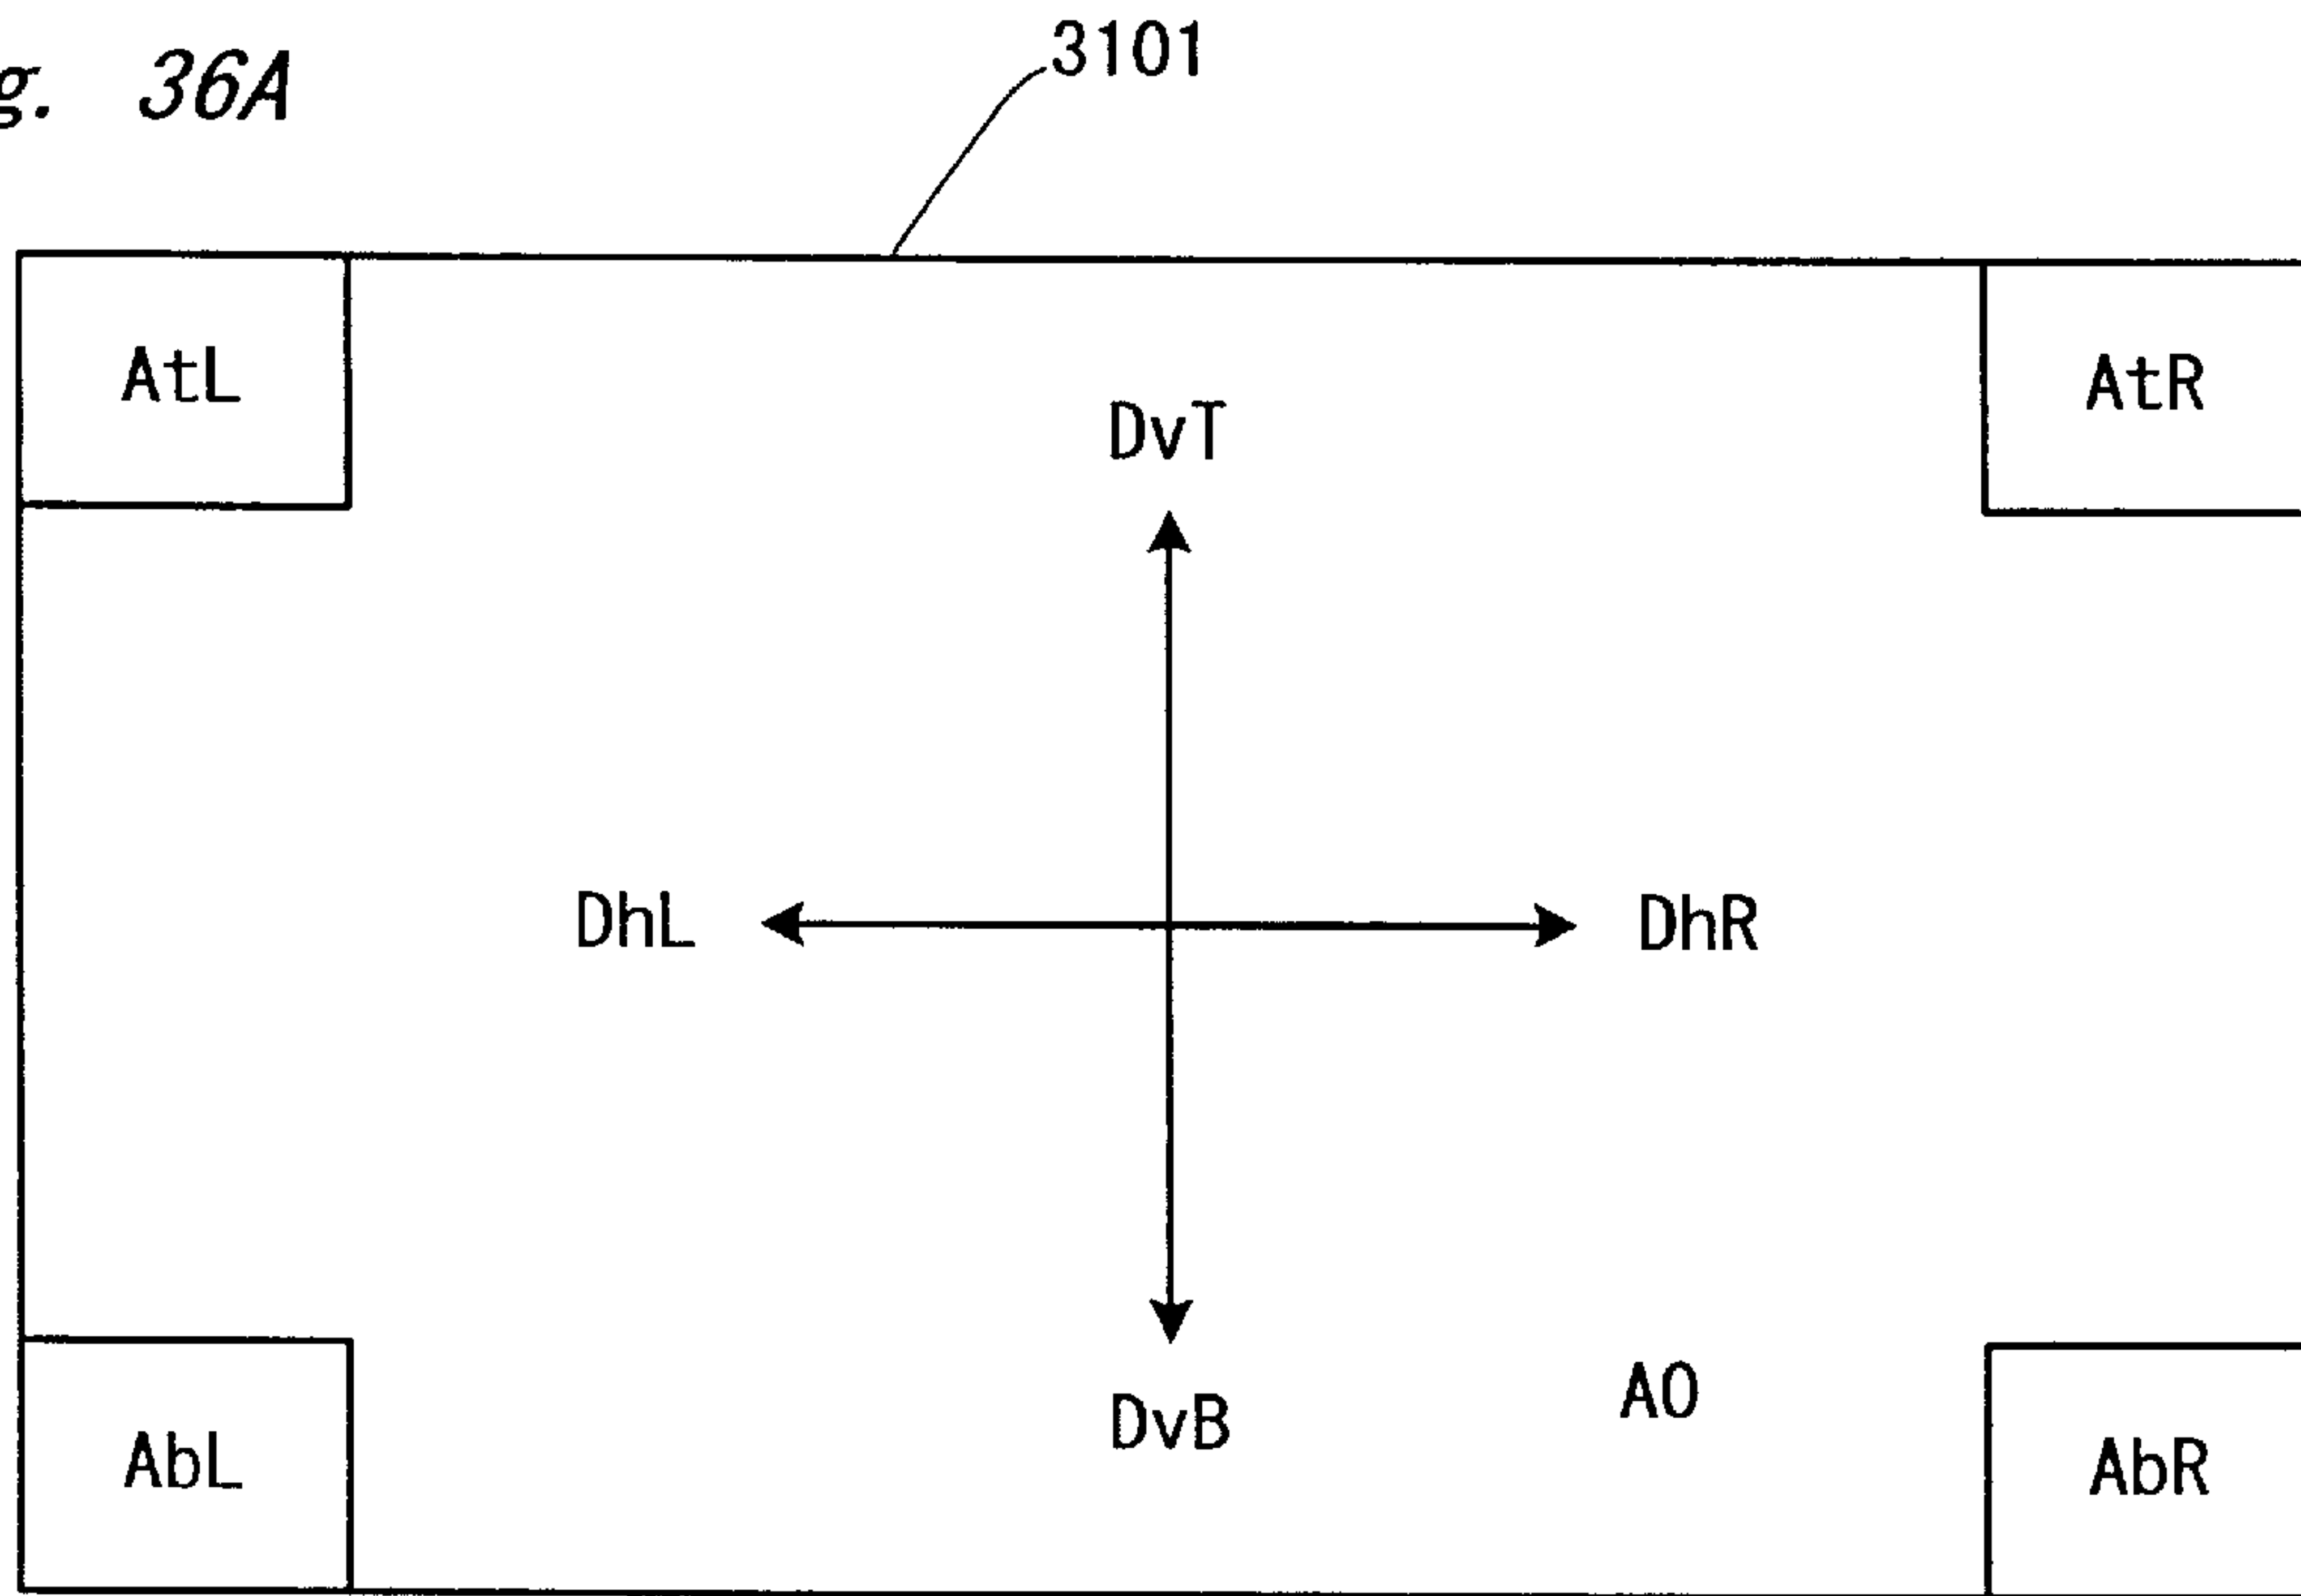 g. 36A
3101
AtL
AtR
DvT
DhL
DhR
DvB
A0
AbL
AbR